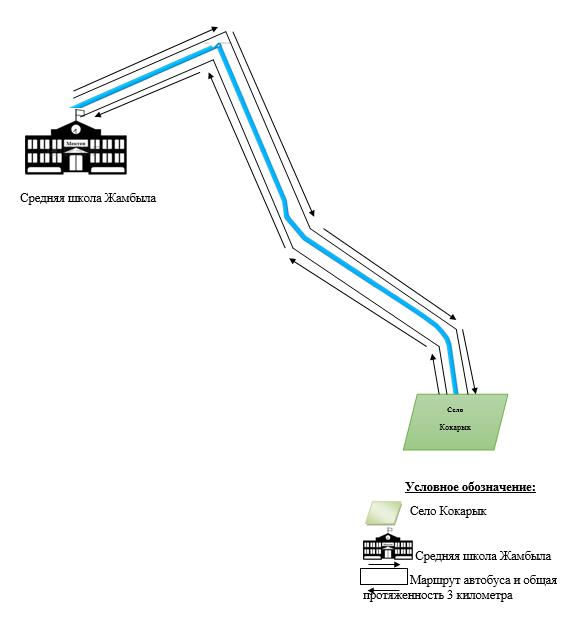 Мектеп
Средняя школа Жамбыла
Село
Кокарык
Условное обозначение:
Село Кокарык
Средняя школа Жамбыла
Маршрут автобуса и общая
протяженность 3 километра